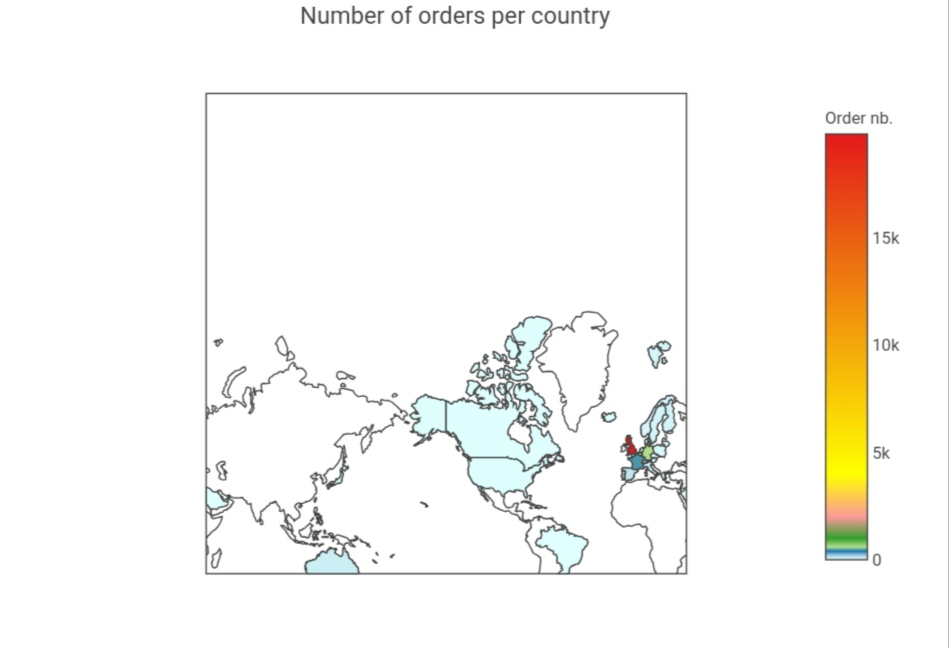 Number of orders per country
Order nb.
15k
10k
5k
0